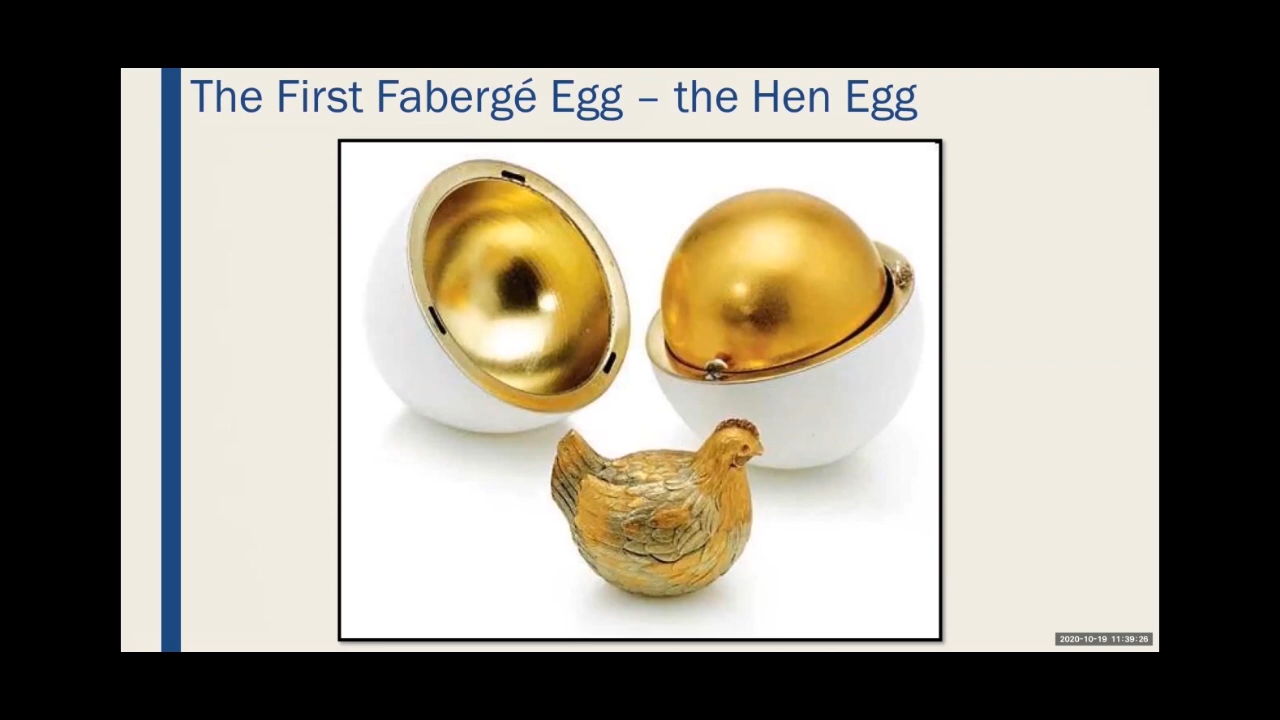 The First Fabergé Egg – the Hen Egg
2020-10-19 11:39:26